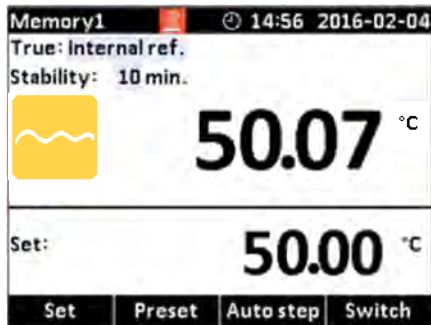 Memory1 14:56 2016-02-04
True: Internal ref.
Stability: 10 min.
50.07 °C
Set: 50.00 °C
Set Preset Auto step Switch